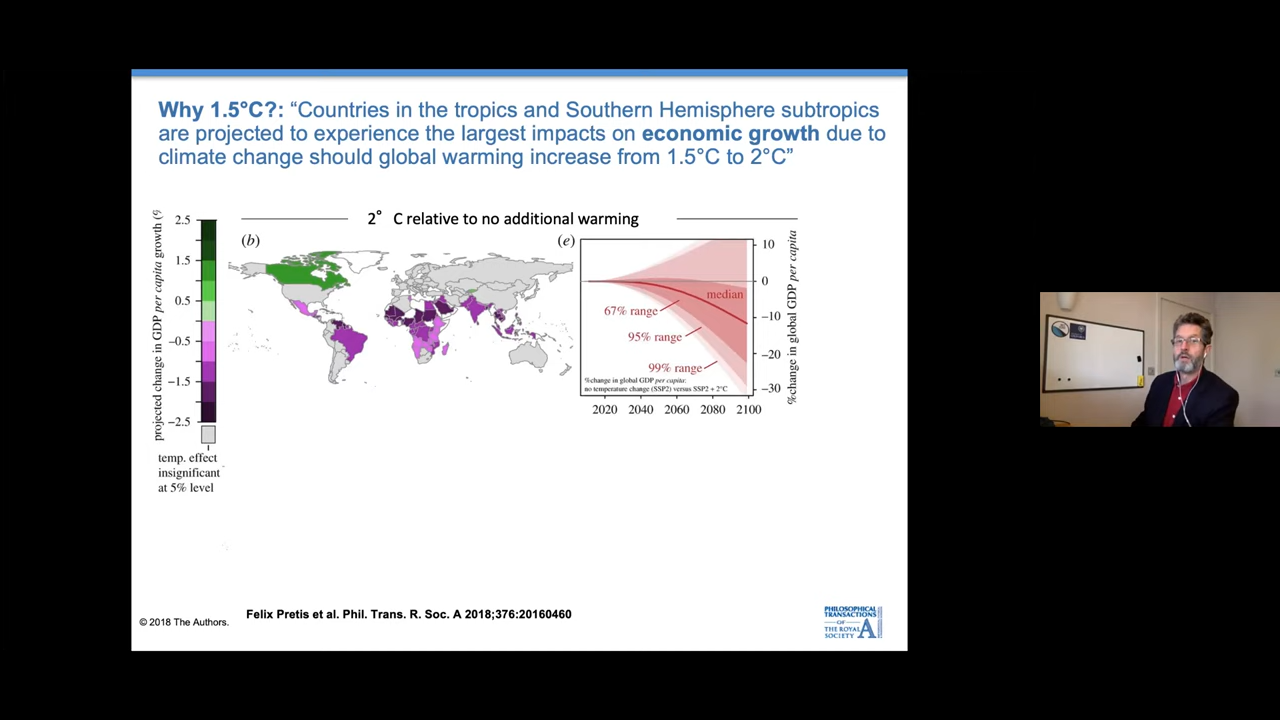 Why 1.5°C?: “Countries in the tropics and Southern Hemisphere subtropics
are projected to experience the largest impacts on economic growth due to
climate change should global warming increase from 1.5°C to 2°C”
2° C relative to no additional warming
projected change in GDP per capita growth (%
2.5
1.5
0.5
−0.5
−1.5
−2.5
temp. effect
insignificant
at 5% level
(b)
(e)
median
67% range
95% range
99% range
%change in global GDP per capita:
no temperature change (SSP2) versus SSP2 + 2°C
10
0
−10
−20
−30
%change in global GDP per capita
2020 2040 2060 2080 2100
Felix Pretis et al. Phil. Trans. R. Soc. A 2018;376:20160460
© 2018 The Authors.
PHILOSOPHICAL
TRANSACTIONS
OF
THE ROYAL
SOCIETY A